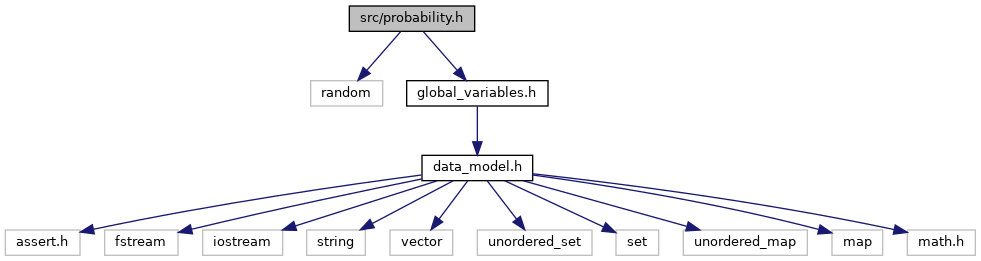 src/probability.h
random
global_variables.h
data_model.h
assert.h
fstream
iostream
string
vector
unordered_set
set
unordered_map
map
math.h